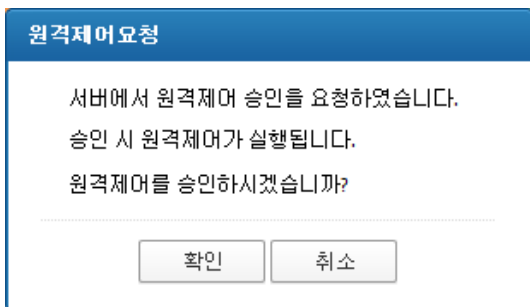 원격제어요청
서버에서 원격제어 승인을 요청하였습니다.
승인 시 원격제어가 실행됩니다.
원격제어를 승인하시겠습니까?
확인
취소